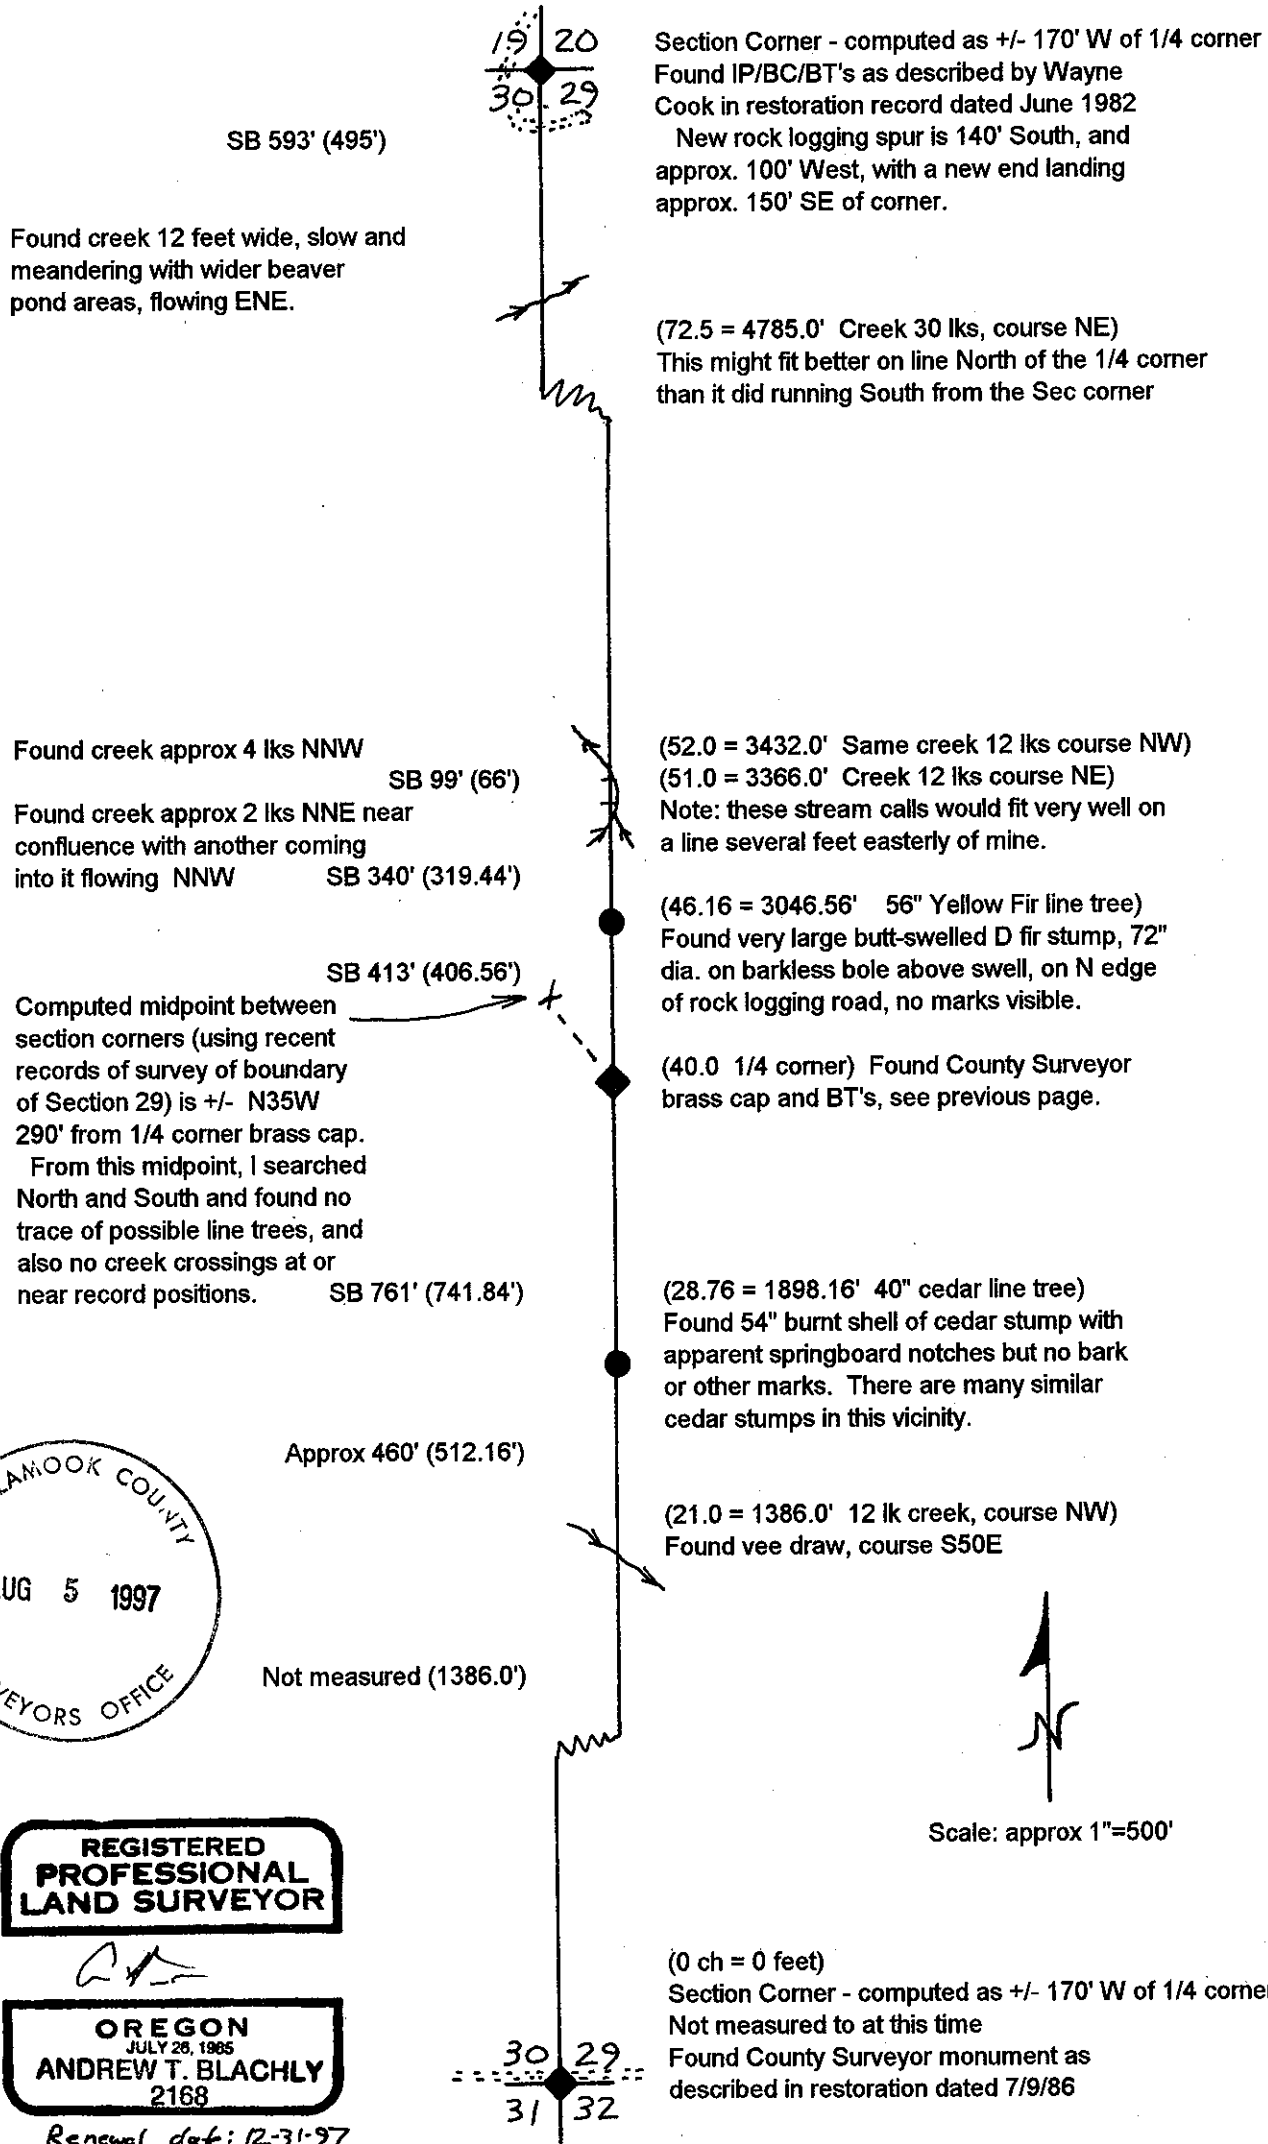 19 20
30 29
Section Corner - computed as +/- 170' W of 1/4 corner
Found IP/BC/BT's as described by Wayne
Cook in restoration record dated June 1982
New rock logging spur is 140' South, and
approx. 100' West, with a new end landing
approx. 150' SE of corner.
SB 593' (495')
Found creek 12 feet wide, slow and
meandering with wider beaver
pond areas, flowing ENE.
(72.5 = 4785.0' Creek 30 lks, course NE)
This might fit better on line North of the 1/4 corner
than it did running South from the Sec corner
Found creek approx 4 lks NNW
SB 99' (66')
Found creek approx 2 lks NNE near
confluence with another coming
into it flowing NNW SB 340' (319.44')
(52.0 = 3432.0' Same creek 12 lks course NW)
(51.0 = 3366.0' Creek 12 lks course NE)
Note: these stream calls would fit very well on
a line several feet easterly of mine.
(46.16 = 3046.56' 56" Yellow Fir line tree)
Found very large butt-swelled D fir stump, 72"
dia. on barkless bole above swell, on N edge
of rock logging road, no marks visible.
SB 413' (406.56')
Computed midpoint between
section corners (using recent
records of survey of boundary
of Section 29) is +/- N35W
290' from 1/4 corner brass cap.
From this midpoint, I searched
North and South and found no
trace of possible line trees, and
also no creek crossings at or
near record positions. SB 761' (741.84')
(40.0 1/4 corner) Found County Surveyor
brass cap and BT's, see previous page.
(28.76 = 1898.16' 40" cedar line tree)
Found 54" burnt shell of cedar stump with
apparent springboard notches but no bark
or other marks. There are many similar
cedar stumps in this vicinity.
Approx 460' (512.16')
(21.0 = 1386.0' 12 lk creek, course NW)
Found vee draw, course S50E
LAMOOK COUNTY
UG 5 1997
VEYORS OFFICE
Not measured (1386.0')
N
Scale: approx 1"=500'
REGISTERED
PROFESSIONAL
LAND SURVEYOR
OREGON
JULY 26, 1985
ANDREW T. BLACHLY
2168
Renewal dat: 12-31-97
(0 ch = 0 feet)
Section Corner - computed as +/- 170' W of 1/4 corner
Not measured to at this time
Found County Surveyor monument as
described in restoration dated 7/9/86
30 29
31 32